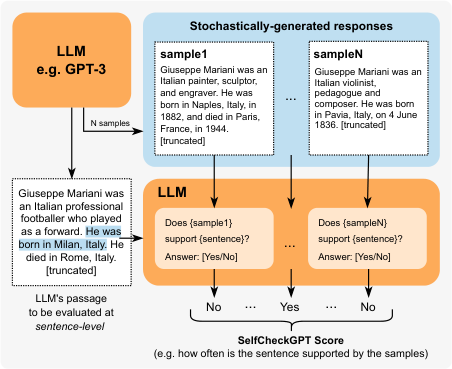 LLM
e.g. GPT-3
N samples
Stochastically-generated responses
sample1
Giuseppe Mariani was an
Italian painter, sculptor,
and engraver. He was
born in Naples, Italy, in
1882, and died in Paris,
France, in 1944.
[truncated]
...
sampleN
Giuseppe Mariani was an
Italian violinist,
pedagogue and
composer. He was born
in Pavia, Italy, on 4 June
1836. [truncated]
Giuseppe Mariani was
an Italian professional
footballer who played
as a forward. He was
born in Milan, Italy. He
died in Rome, Italy.
[truncated]
LLM's passage
to be evaluated at
sentence-level
LLM
Does {sample1}
support {sentence}?
Answer: [Yes/No]
...
Does {sampleN}
support {sentence}?
Answer: [Yes/No]
No ... Yes ... No
SelfCheckGPT Score
(e.g. how often is the sentence supported by the samples)